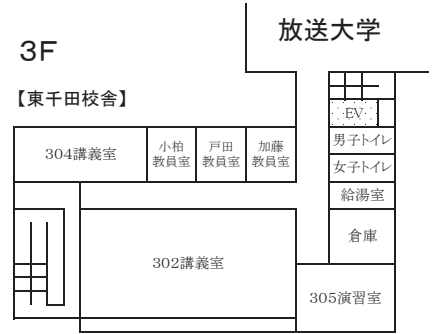 放送大学
3F
【東千田校舎】
EV
304講義室
小柏
教員室
戸田
教員室
加藤
教員室
男子トイレ
女子トイレ
給湯室
倉庫
302講義室
305演習室